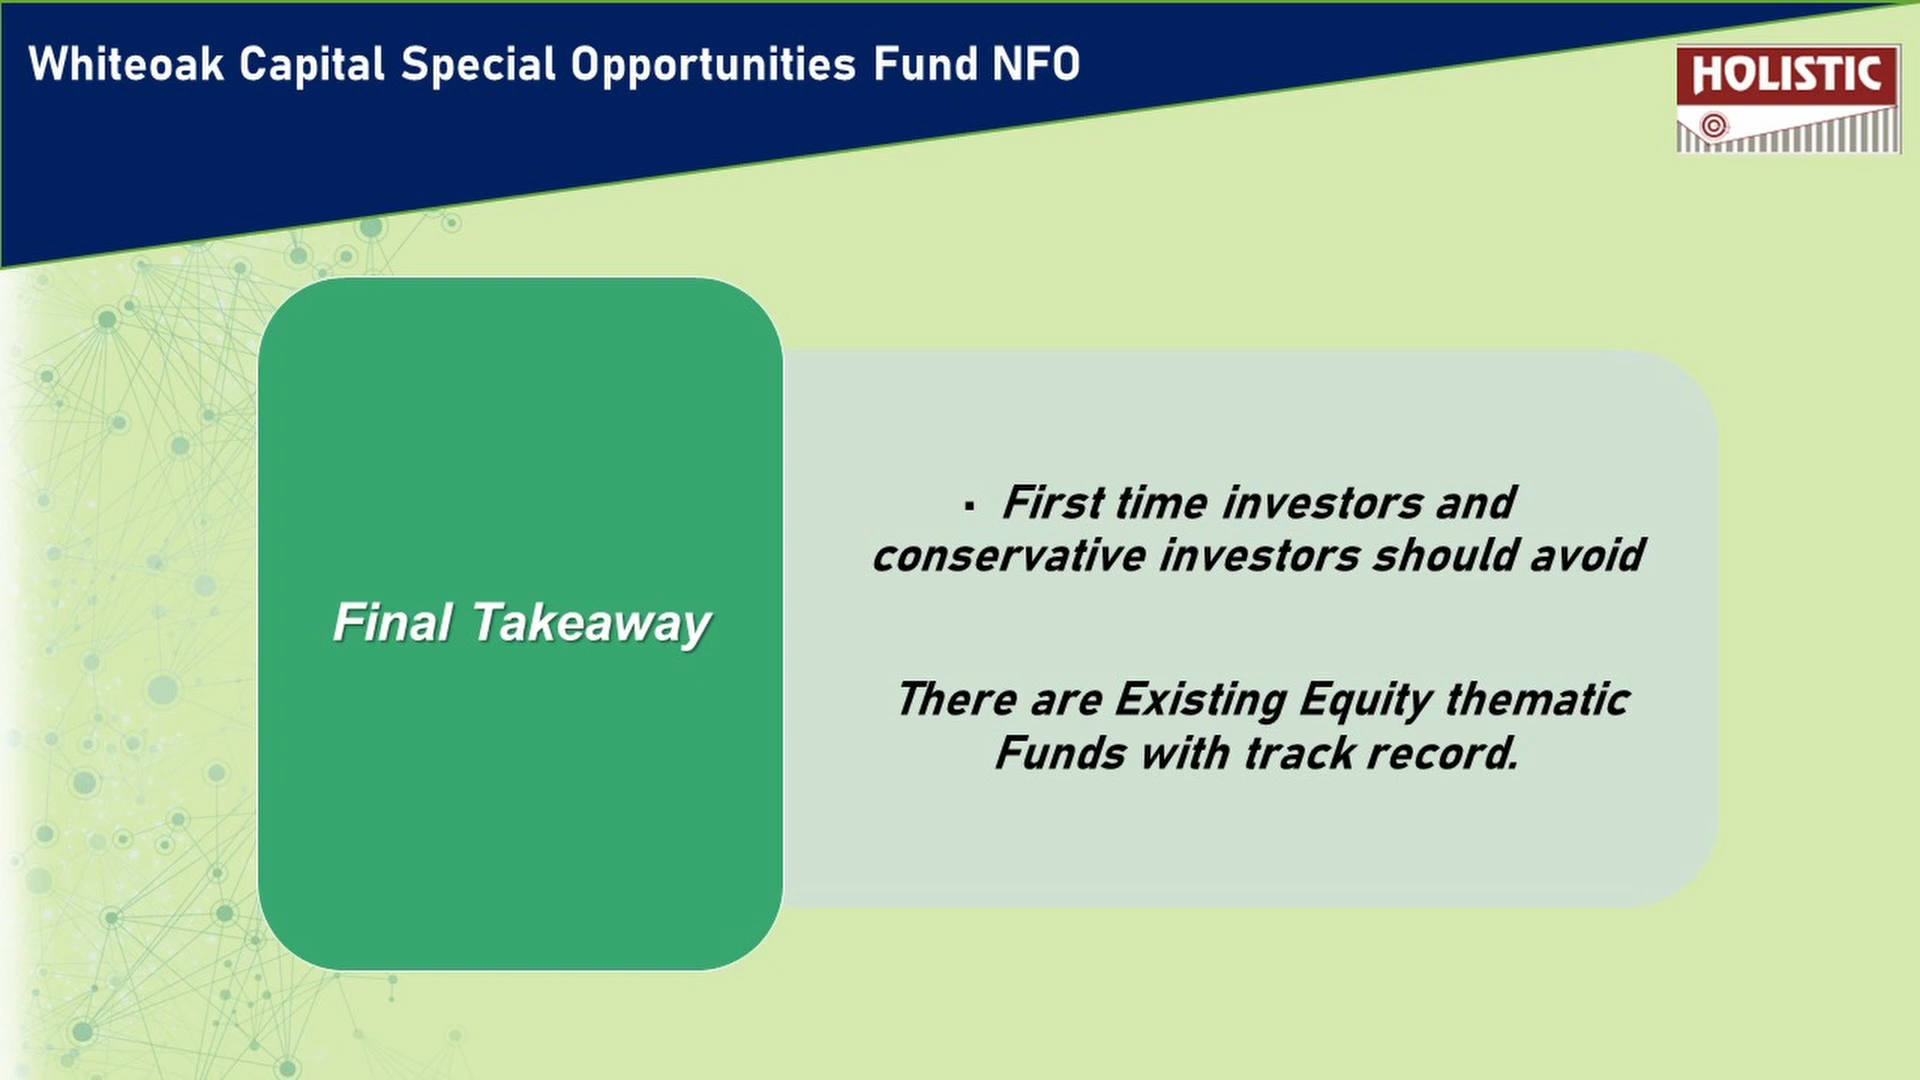 Whiteoak Capital Special Opportunities Fund NFO
HOLISTIC
Final Takeaway
▪ First time investors and
conservative investors should avoid
There are Existing Equity thematic
Funds with track record.